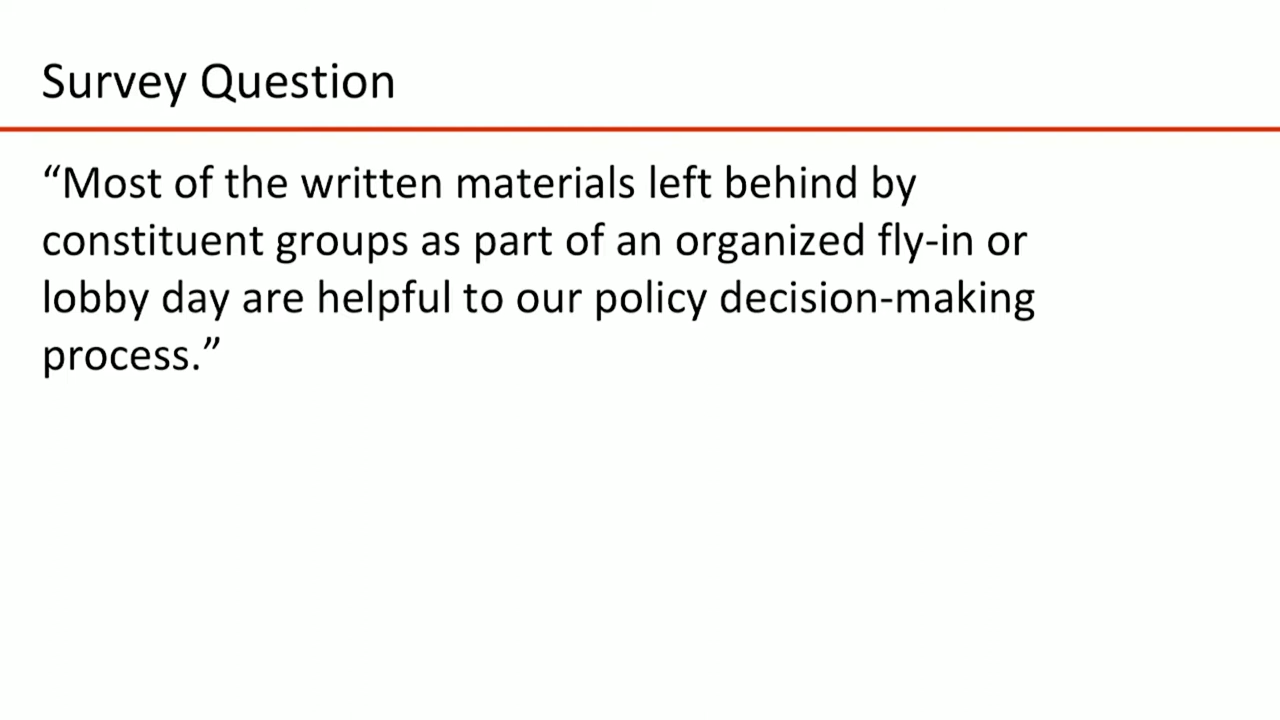 Survey Question
“Most of the written materials left behind by
constituent groups as part of an organized fly-in or
lobby day are helpful to our policy decision-making
process.”